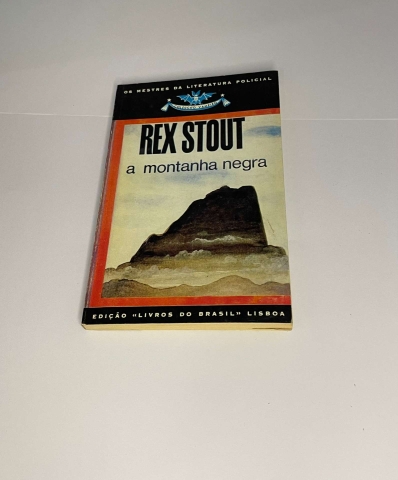 OS MESTRES DA LITERATURA POLICIAL
REX STOUT
a montanha negra
EDIÇÃO "LIVROS DO BRASIL" LISBOA